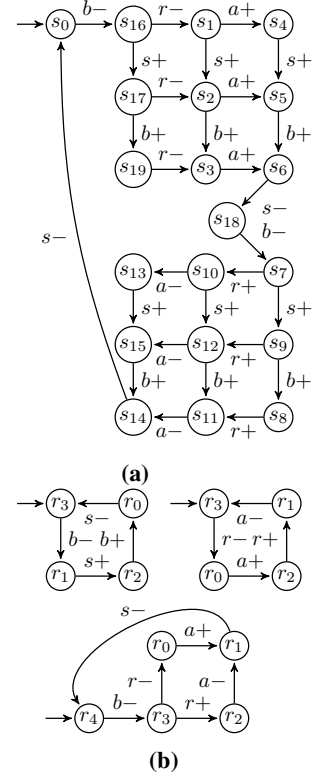 s0 b− s16 r− s1 a+ s4
s+ s+ s+
s17 r− s2 a+ s5
b+ b+ b+
s19 r− s3 a+ s6
s−
s18 b−
s−
s13 a− s10 r+ s7
s+ s+ s+
s15 a− s12 r+ s9
b+ b+ b+
s14 a− s11 r+ s8
(a)
r3 s− r0 r3 a− r1
b− b+ r− r+
r1 s+ r2 r0 a+ r2
s−
r0 a+ r1
r− a−
r4 b− r3 r+ r2
(b)